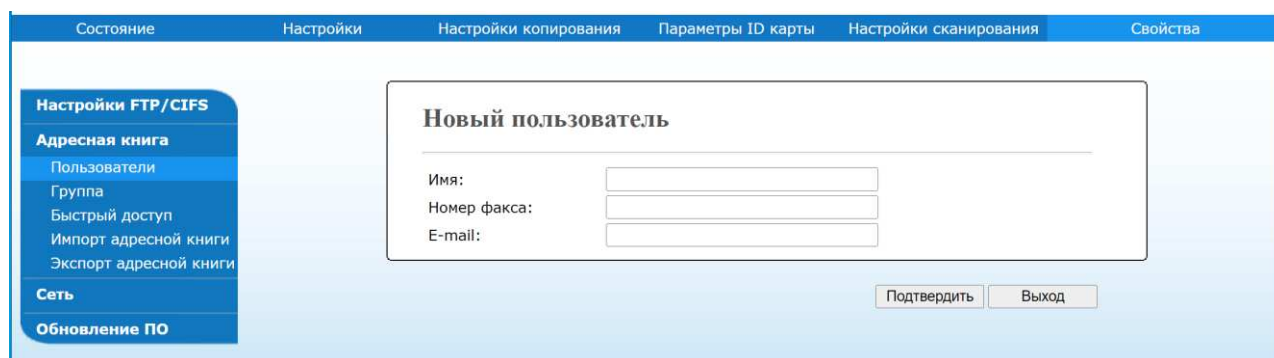 Состояние Настройки Настройки копирования Параметры ID карты Настройки сканирования Свойства
Настройки FTP/CIFS
Адресная книга
Пользователи
Группа
Быстрый доступ
Импорт адресной книги
Экспорт адресной книги
Сеть
Обновление ПО
Новый пользователь
Имя:
Номер факса:
E-mail:
Подтвердить Выход